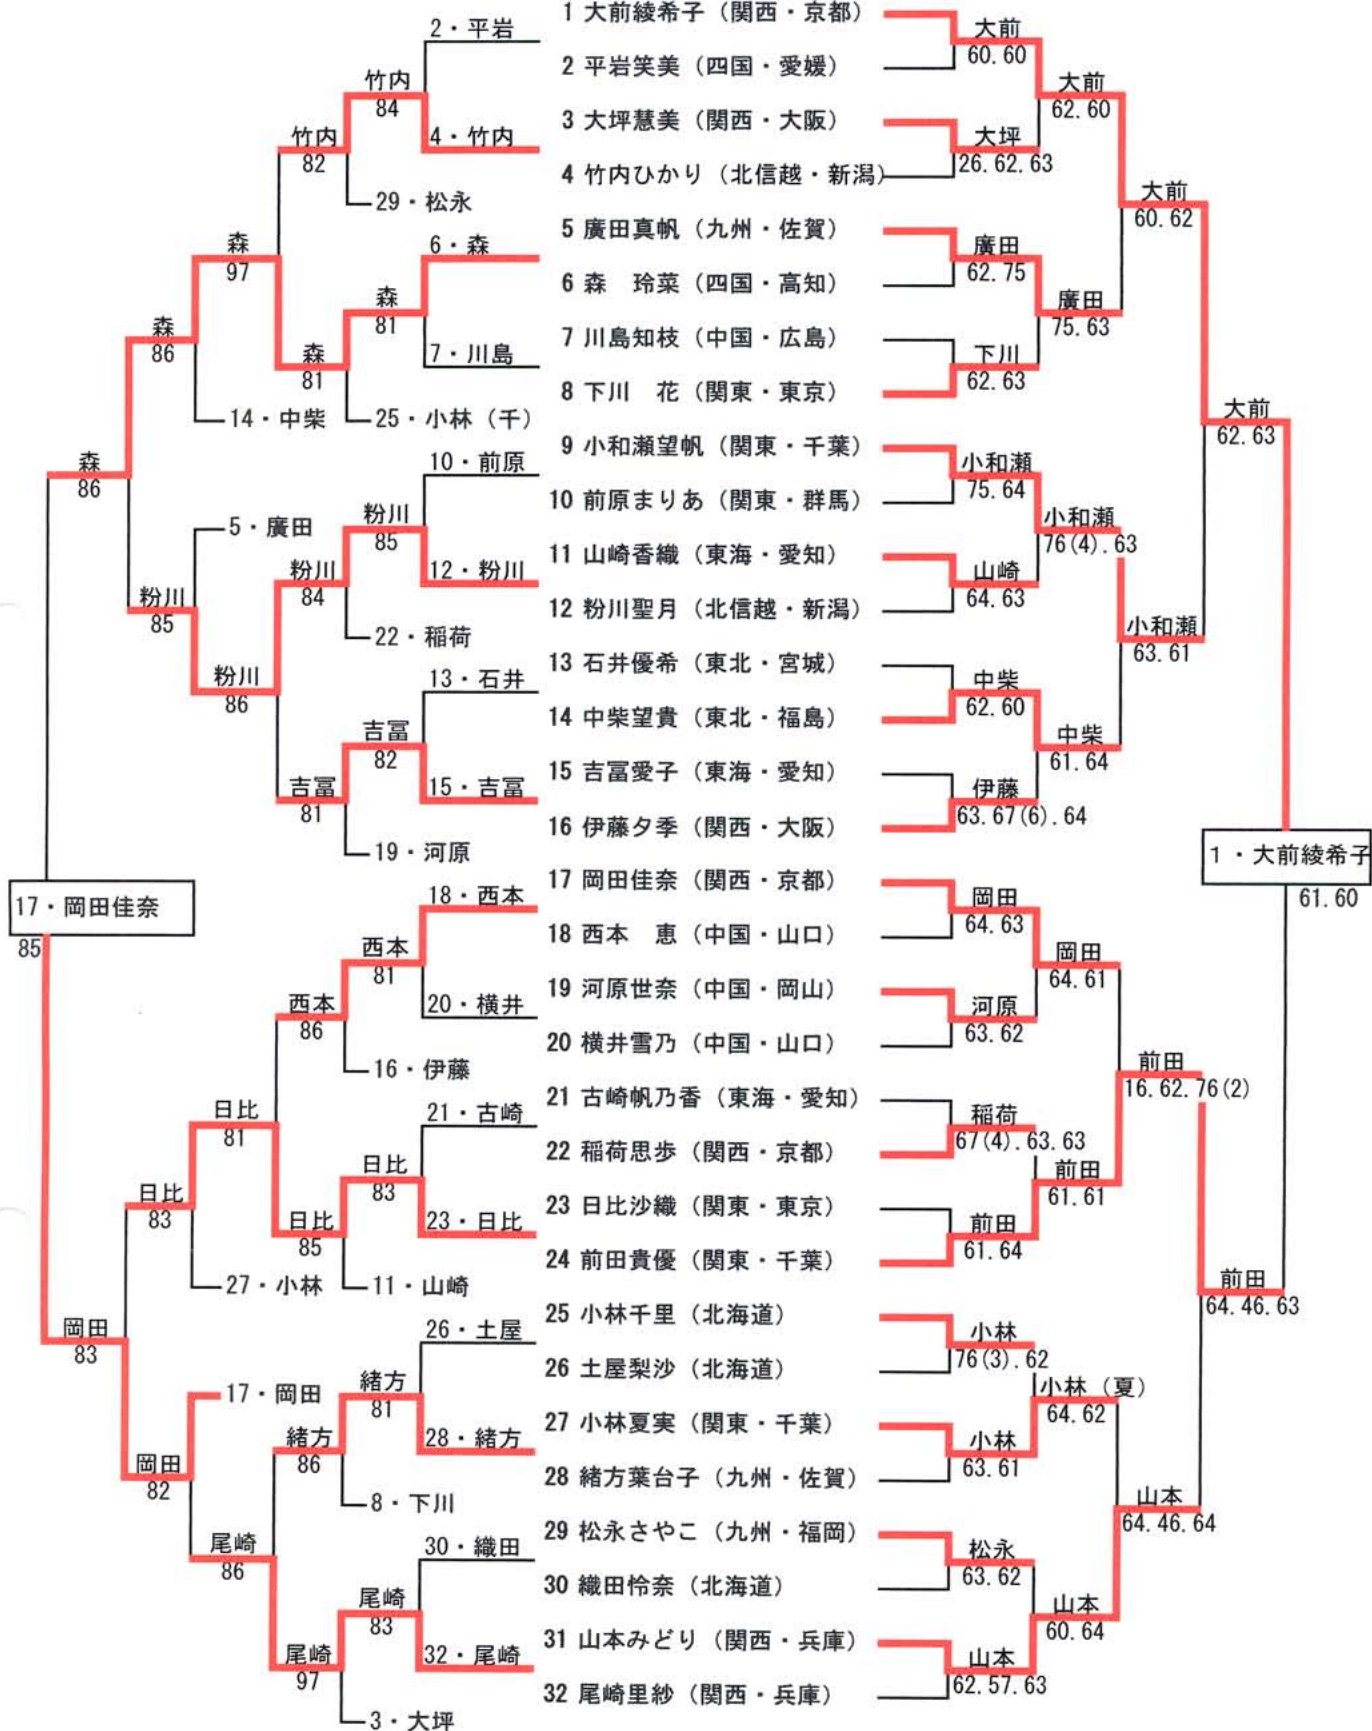 1 大前綾希子（関西・京都）
2 平岩笑美（四国・愛媛）
3 大坪慧美（関西・大阪）
4 竹内ひかり（北信越・新潟）
5 廣田真帆（九州・佐賀）
6 森　玲菜（四国・高知）
7 川島知枝（中国・広島）
8 下川　花（関東・東京）
9 小和瀬望帆（関東・千葉）
10 前原まりあ（関東・群馬）
11 山崎香織（東海・愛知）
12 粉川聖月（北信越・新潟）
13 石井優希（東北・宮城）
14 中柴望貴（東北・福島）
15 吉冨愛子（東海・愛知）
16 伊藤夕季（関西・大阪）
17 岡田佳奈（関西・京都）
18 西本　恵（中国・山口）
19 河原世奈（中国・岡山）
20 横井雪乃（中国・山口）
21 古崎帆乃香（東海・愛知）
22 稲荷思歩（関西・京都）
23 日比沙織（関東・東京）
24 前田貴優（関東・千葉）
25 小林千里（北海道）
26 土屋梨沙（北海道）
27 小林夏実（関東・千葉）
28 緒方葉台子（九州・佐賀）
29 松永さやこ（九州・福岡）
30 織田怜奈（北海道）
31 山本みどり（関西・兵庫）
32 尾崎里紗（関西・兵庫）
大前
60.60
大坪
26.62.63
廣田
62.75
下川
62.63
小和瀬
75.64
山崎
64.63
中柴
62.60
伊藤
63.67(6).64
岡田
64.63
河原
63.62
稲荷
67(4).63.63
前田
61.64
小林
76(3).62
小林
63.61
松永
63.62
山本
62.57.63
大前
62.60
廣田
75.63
小和瀬
76(4).63
中柴
61.64
岡田
64.61
前田
61.61
小林（夏）
64.62
山本
60.64
大前
60.62
小和瀬
63.61
前田
16.62.76(2)
山本
64.46.64
大前
62.63
前田
64.46.63
1・大前綾希子
61.60
2・平岩
4・竹内
6・森
7・川島
10・前原
12・粉川
13・石井
15・吉冨
18・西本
20・横井
21・古崎
23・日比
26・土屋
28・緒方
30・織田
32・尾崎
竹内
84
森
81
粉川
85
吉冨
82
西本
81
日比
83
緒方
81
尾崎
83
29・松永
25・小林（千）
22・稲荷
19・河原
16・伊藤
11・山崎
8・下川
3・大坪
竹内
82
森
81
粉川
84
吉冨
81
西本
86
日比
85
緒方
86
尾崎
97
森
97
粉川
86
日比
81
尾崎
86
14・中柴
5・廣田
27・小林
17・岡田
森
86
粉川
85
日比
83
岡田
82
森
86
岡田
83
17・岡田佳奈
85